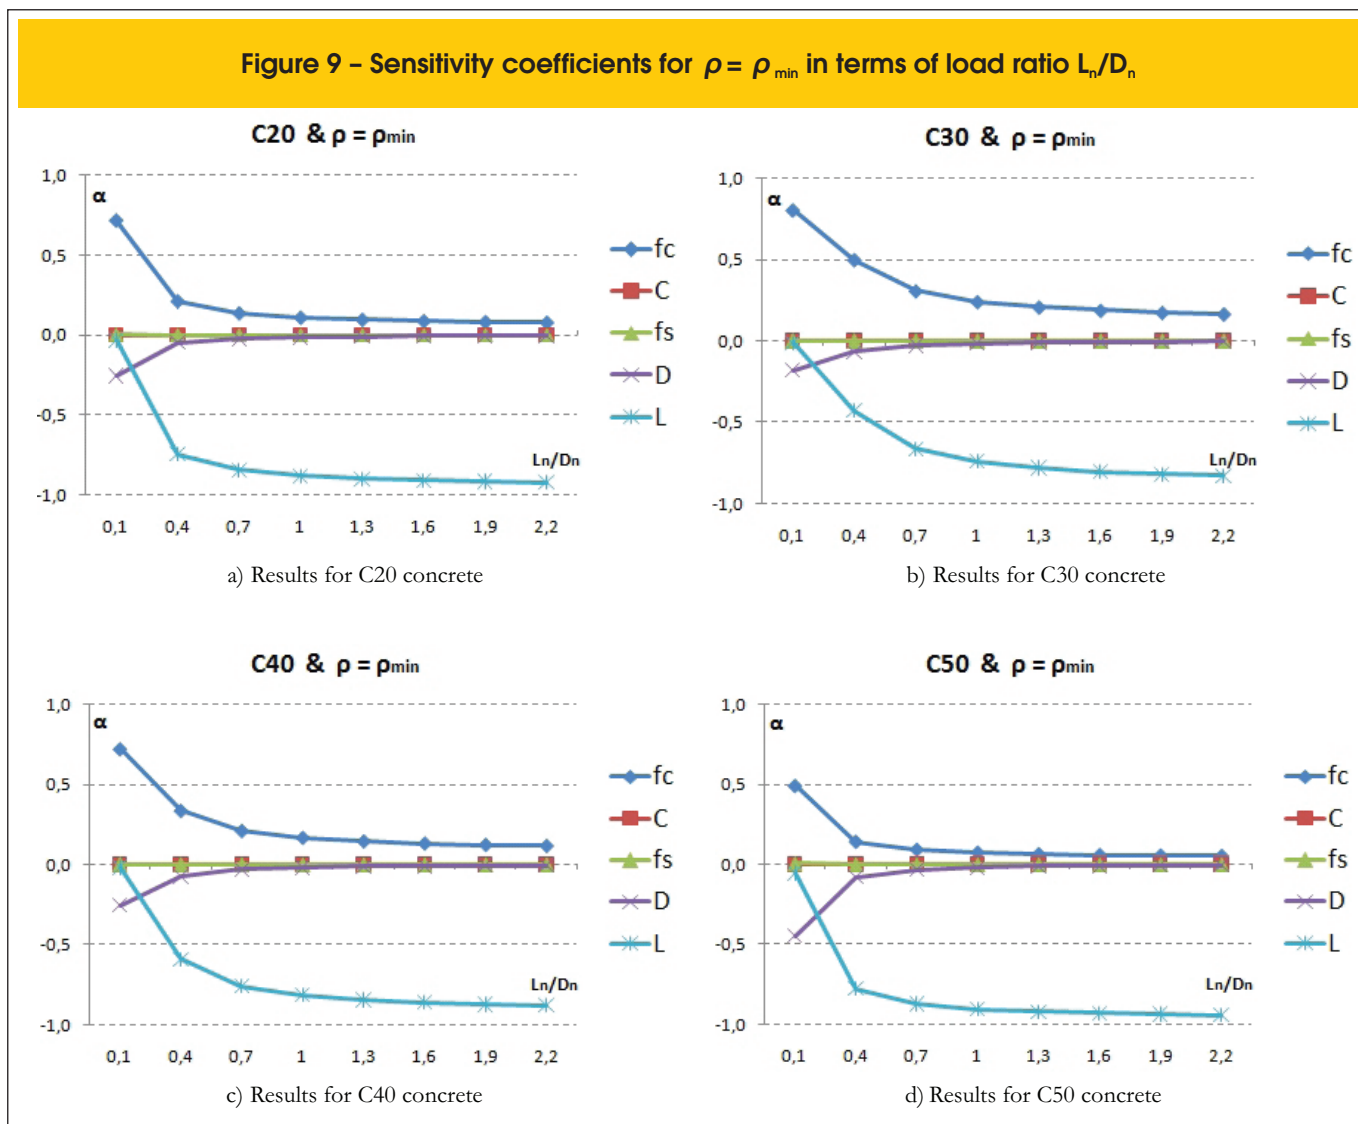 Figure 9 – Sensitivity coefficients for ρ = ρ min in terms of load ratio Ln/Dn
C20 & ρ = ρmin
1,0
α
0,5
0,0
-0,5
-1,0
Ln/Dn
0,1 0,4 0,7 1 1,3 1,6 1,9 2,2
fc
C
fs
D
L
a) Results for C20 concrete
C30 & ρ = ρmin
1,0
α
0,5
0,0
-0,5
-1,0
Ln/Dn
0,1 0,4 0,7 1 1,3 1,6 1,9 2,2
fc
C
fs
D
L
b) Results for C30 concrete
C40 & ρ = ρmin
1,0
α
0,5
0,0
-0,5
-1,0
Ln/Dn
0,1 0,4 0,7 1 1,3 1,6 1,9 2,2
fc
C
fs
D
L
c) Results for C40 concrete
C50 & ρ = ρmin
1,0
α
0,5
0,0
-0,5
-1,0
Ln/Dn
0,1 0,4 0,7 1 1,3 1,6 1,9 2,2
fc
C
fs
D
L
d) Results for C50 concrete